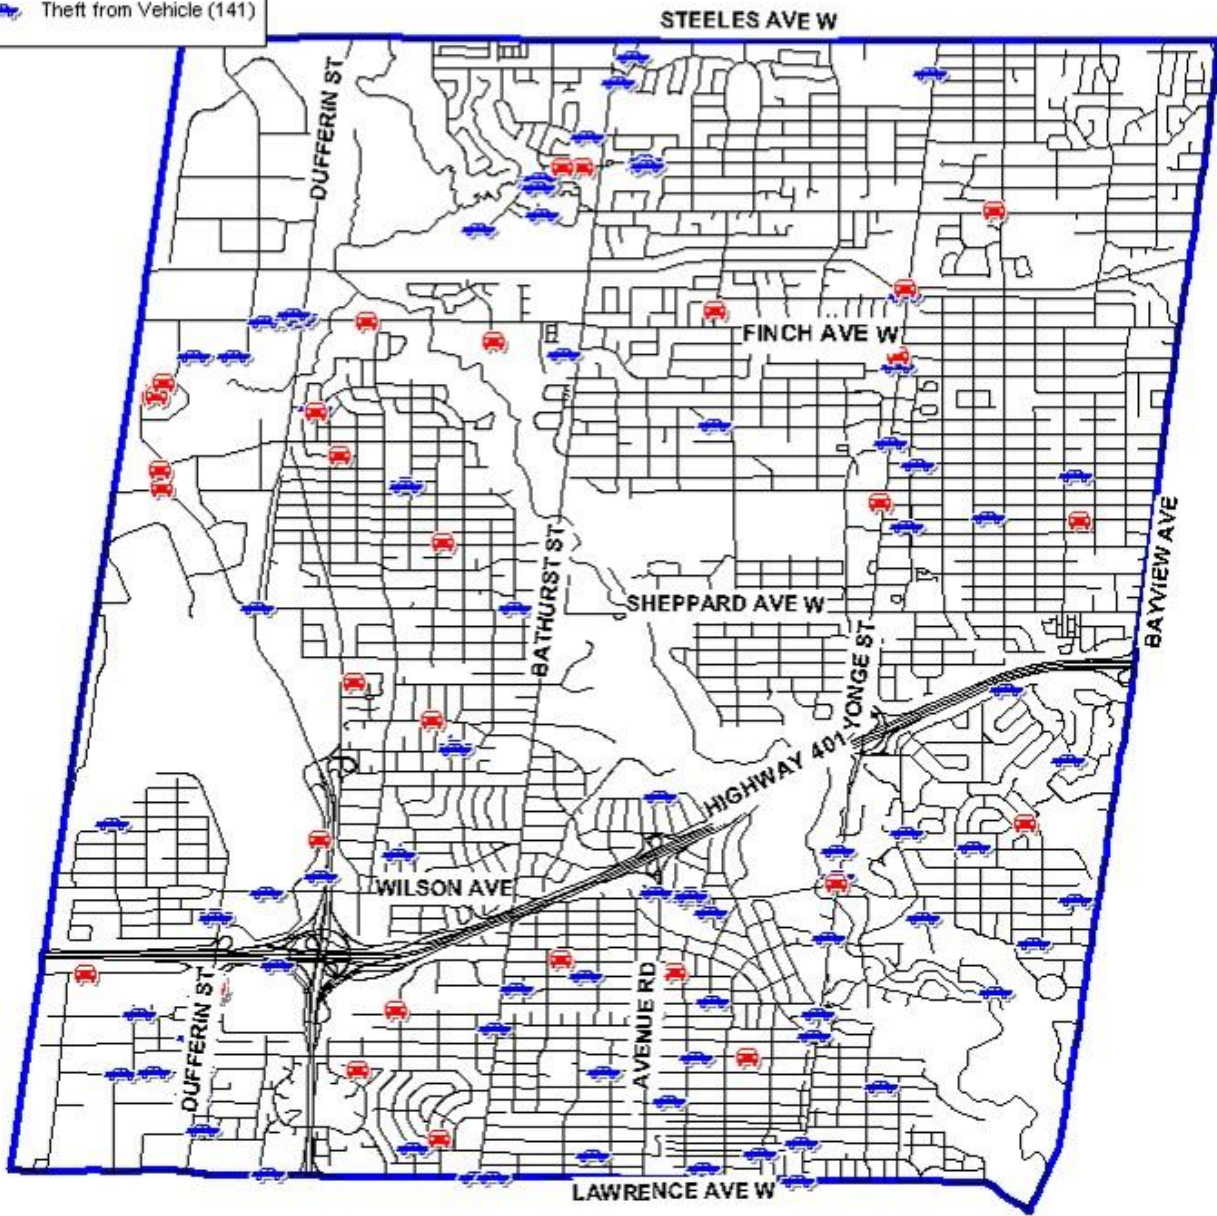 Theft from Vehicle (141)
STEELES AVE W
DUFFERIN ST
FINCH AVE W
BATHURST ST
SHEPPARD AVE W
YONGE ST
BAYVIEW AVE
HIGHWAY 401
WILSON AVE
DUFFERIN ST
AVENUE RD
LAWRENCE AVE W